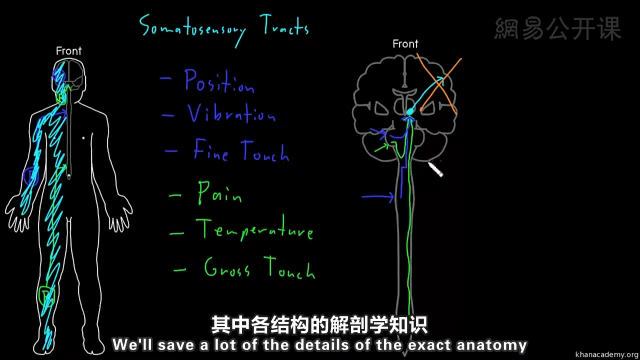 Somatosensory Tracts
網易公开课
Front
Front
- Position
- Vibration
- Fine Touch
- Pain
- Temperature
- Gross Touch
其中各结构的解剖学知识
We'll save a lot of the details of the exact anatomy
khanacademy.org